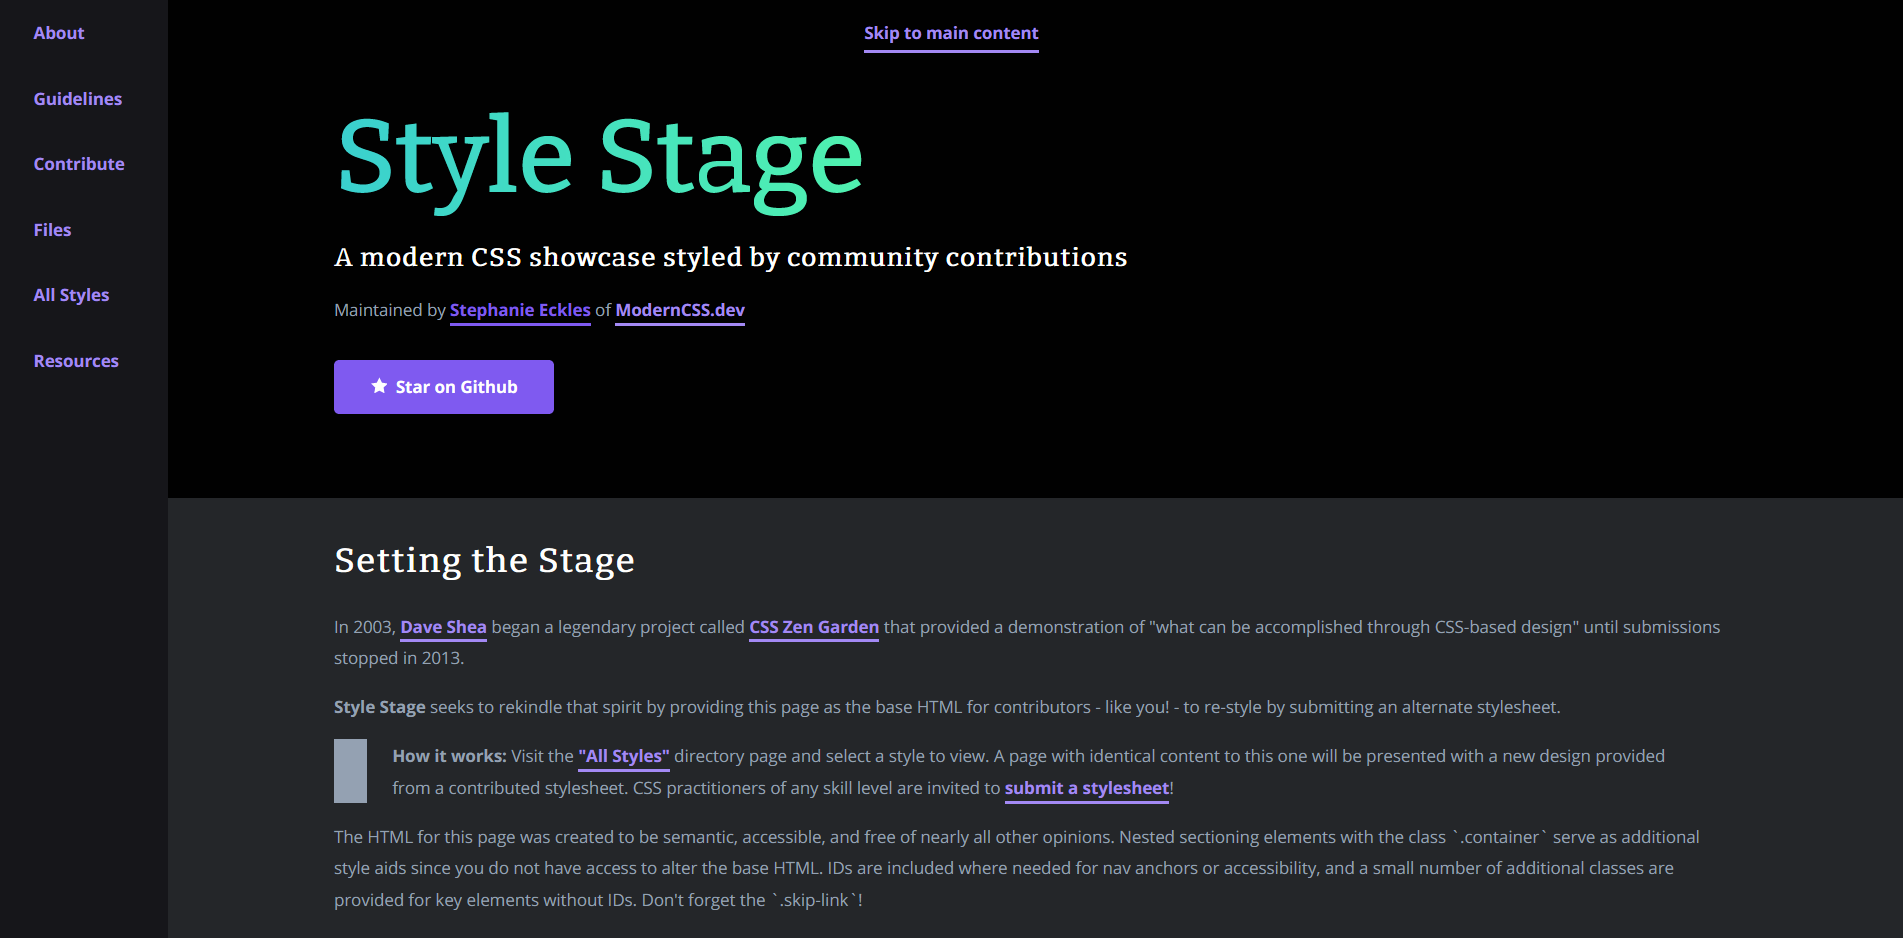 About
Guidelines
Contribute
Files
All Styles
Resources
Skip to main content
Style Stage
A modern CSS showcase styled by community contributions
Maintained by Stephanie Eckles of ModernCSS.dev
Star on Github
Setting the Stage
In 2003, Dave Shea began a legendary project called CSS Zen Garden that provided a demonstration of "what can be accomplished through CSS-based design" until submissions
stopped in 2013.
Style Stage seeks to rekindle that spirit by providing this page as the base HTML for contributors - like you! - to re-style by submitting an alternate stylesheet.
How it works: Visit the "All Styles" directory page and select a style to view. A page with identical content to this one will be presented with a new design provided
from a contributed stylesheet. CSS practitioners of any skill level are invited to submit a stylesheet!
The HTML for this page was created to be semantic, accessible, and free of nearly all other opinions. Nested sectioning elements with the class `.container` serve as additional
style aids since you do not have access to alter the base HTML. IDs are included where needed for nav anchors or accessibility, and a small number of additional classes are
provided for key elements without IDs. Don't forget the `.skip-link`!